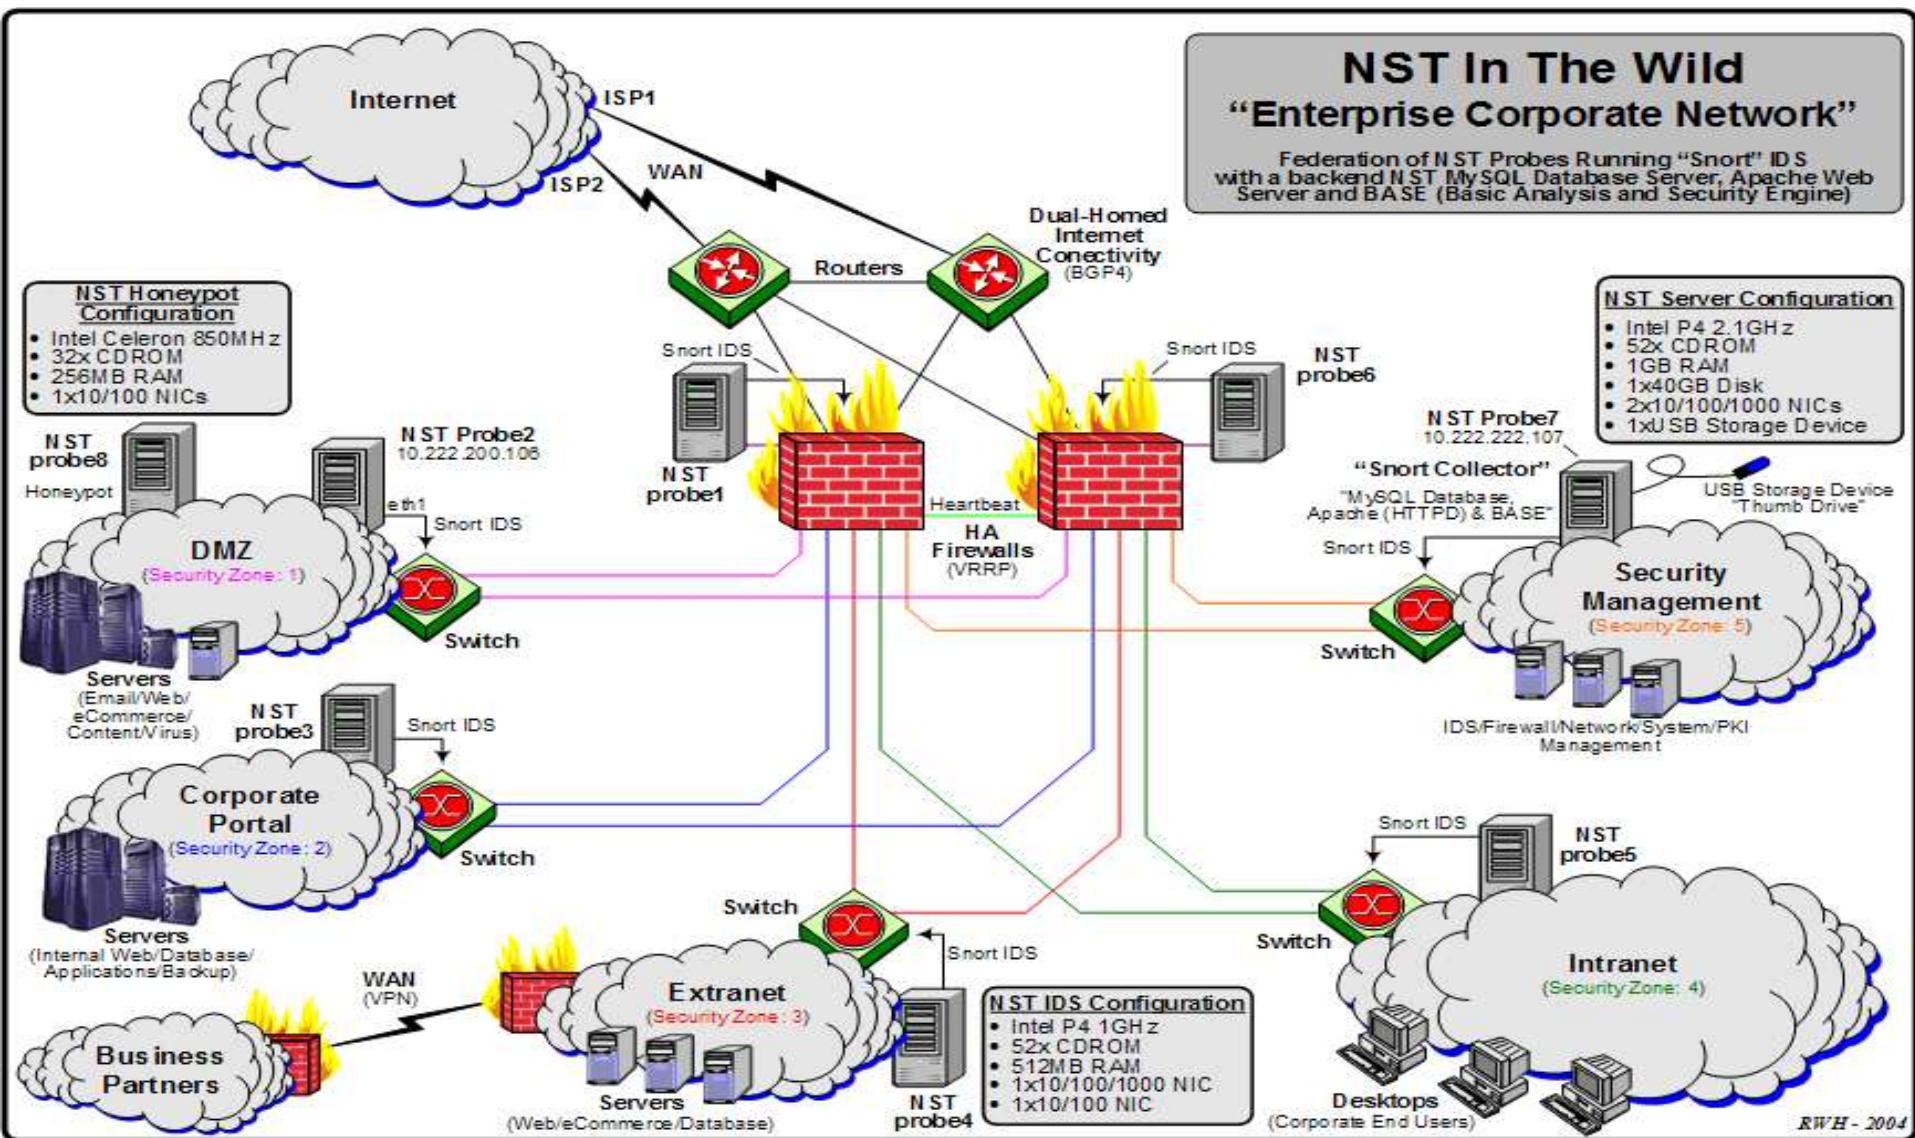 NST In The Wild
“Enterprise Corporate Network”
Federation of NST Probes Running “Snort” IDS
with a backend NST MySQL Database Server, Apache Web
Server and BASE (Basic Analysis and Security Engine)
Internet
ISP1
ISP2
WAN
Routers
Dual-Homed
Internet
Conectivity
(BGP4)
NST Honeypot
Configuration
• Intel Celeron 850MHz
• 32x CDROM
• 256MB RAM
• 1x10/100 NICs
NST Server Configuration
• Intel P4 2.1GHz
• 52x CDROM
• 1GB RAM
• 1x40GB Disk
• 2x10/100/1000 NICs
• 1xUSB Storage Device
Snort IDS
NST
probe1
Snort IDS
NST
probe6
Heartbeat
HA
Firewalls
(VRRP)
NST
probe8
Honeypot
NST Probe2
10.222.200.106
eth1
Snort IDS
DMZ
(Security Zone: 1)
Switch
Servers
(Email/Web/
eCommerce/
Content/Virus)
NST Probe7
10.222.222.107
“Snort Collector”
"MySQL Database,
Apache (HTTPD) & BASE"
Snort IDS
USB Storage Device
"Thumb Drive"
Security
Management
(Security Zone: 5)
Switch
IDS/Firewall/Network/System/PKI
Management
NST
probe3
Snort IDS
Corporate
Portal
(Security Zone: 2)
Switch
Servers
(Internal Web/Database/
Applications/Backup)
Switch
Snort IDS
WAN
(VPN)
Extranet
(Security Zone: 3)
Business
Partners
Servers
(Web/eCommerce/Database)
NST
probe4
NST IDS Configuration
• Intel P4 1GHz
• 52x CDROM
• 512MB RAM
• 1x10/100/1000 NIC
• 1x10/100 NIC
Snort IDS
NST
probe5
Switch
Intranet
(Security Zone: 4)
Desktops
(Corporate End Users)
RWH - 2004